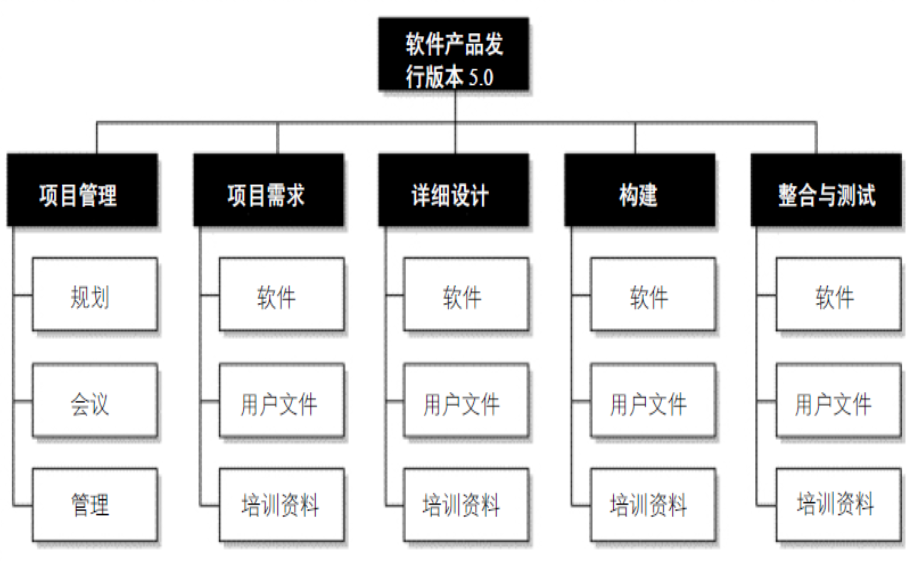 软件产品发
行版本 5.0
项目管理
项目需求
详细设计
构建
整合与测试
规划
软件
软件
软件
软件
会议
用户文件
用户文件
用户文件
用户文件
管理
培训资料
培训资料
培训资料
培训资料